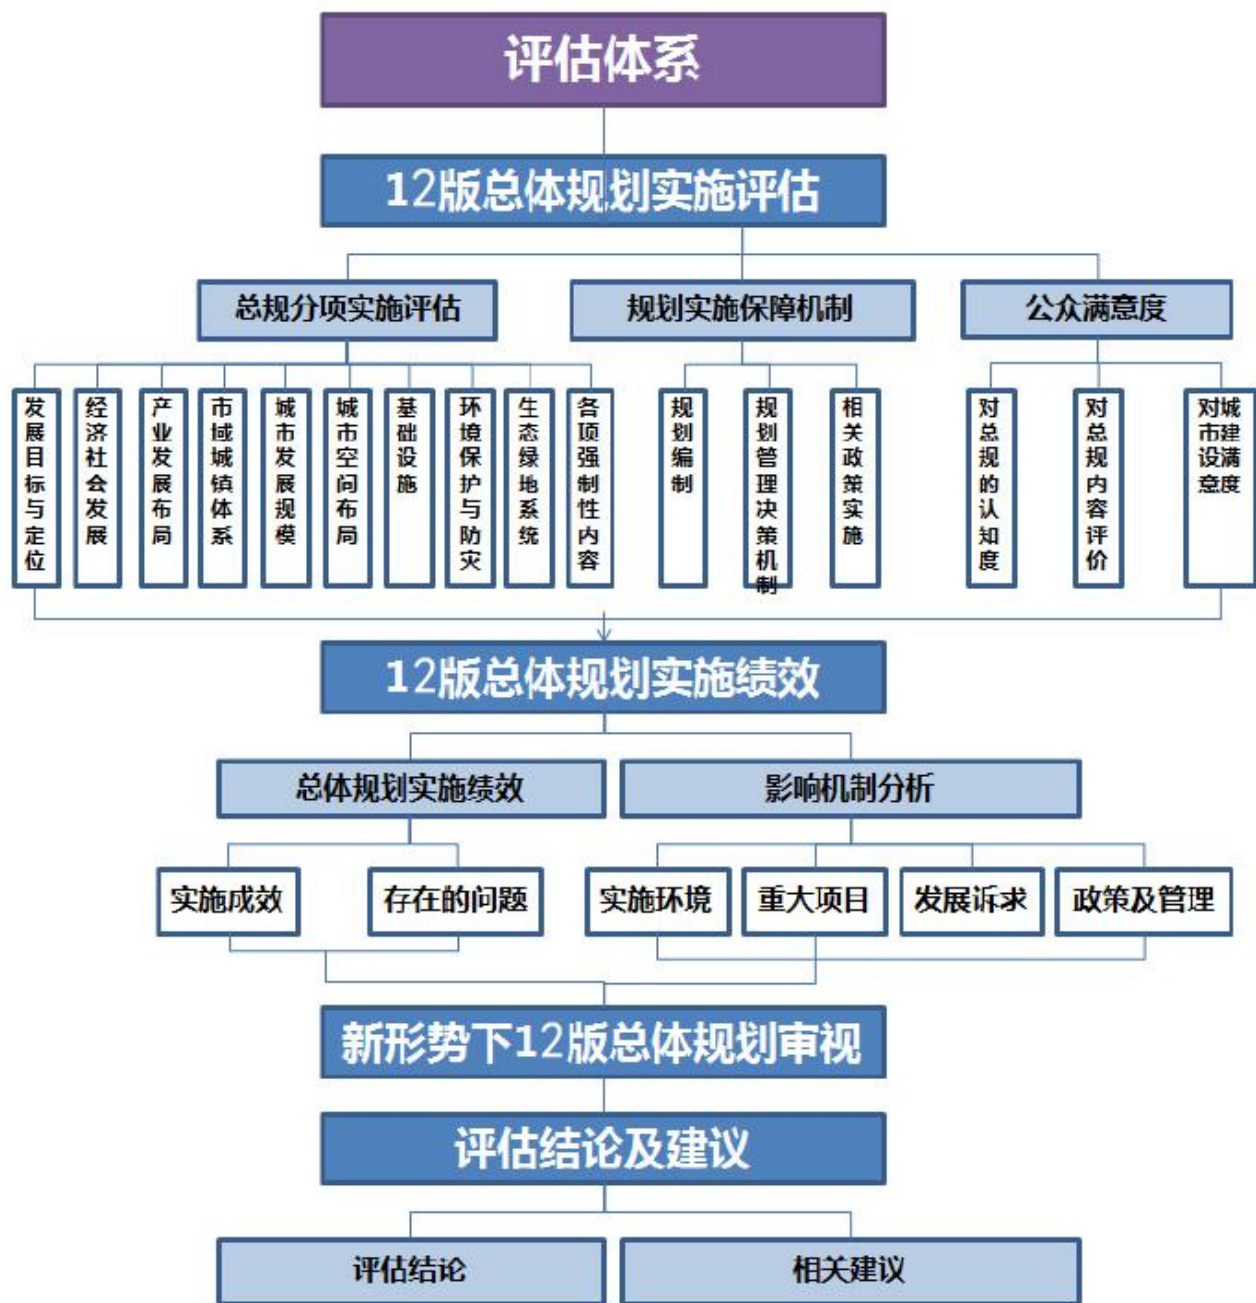 评估体系
12版总体规划实施评估
总规分项实施评估
规划实施保障机制
公众满意度
发展目标与定位
经济社会发展
产业发展布局
市域城镇体系
城市发展规模
城市空间布局
基础设施
环境保护与防灾
生态绿地系统
各项强制性内容
规划编制
规划管理决策机制
相关政策实施
对总规的认知度
对总规内容评价
对城市建设满意度
12版总体规划实施绩效
总体规划实施绩效
影响机制分析
实施成效
存在的问题
实施环境
重大项目
发展诉求
政策及管理
新形势下12版总体规划审视
评估结论及建议
评估结论
相关建议